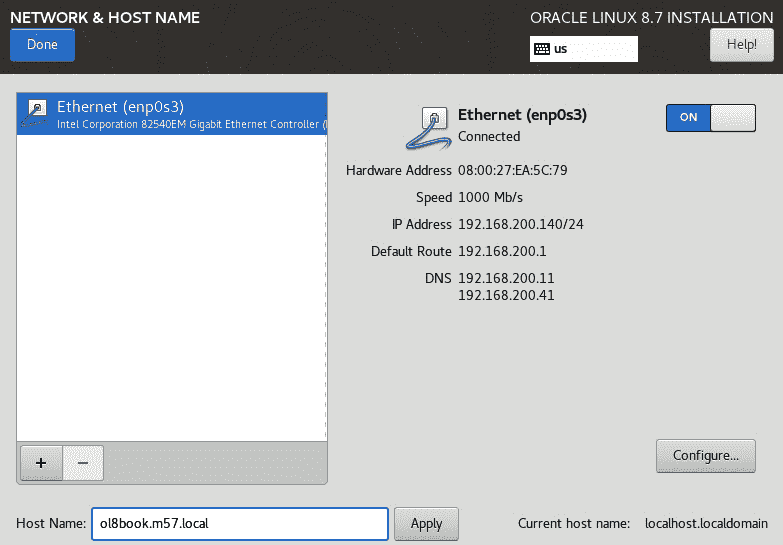 NETWORK & HOST NAME
ORACLE LINUX 8.7 INSTALLATION
Done
us
Help!
Ethernet (enp0s3)
Intel Corporation 82540EM Gigabit Ethernet Controller (
Ethernet (enp0s3)
Connected
ON
Hardware Address 08:00:27:EA:5C:79
Speed 1000 Mb/s
IP Address 192.168.200.140/24
Default Route 192.168.200.1
DNS 192.168.200.11
192.168.200.41
+ −
Configure...
Host Name: ol8book.m57.local Apply Current host name: localhost.localdomain